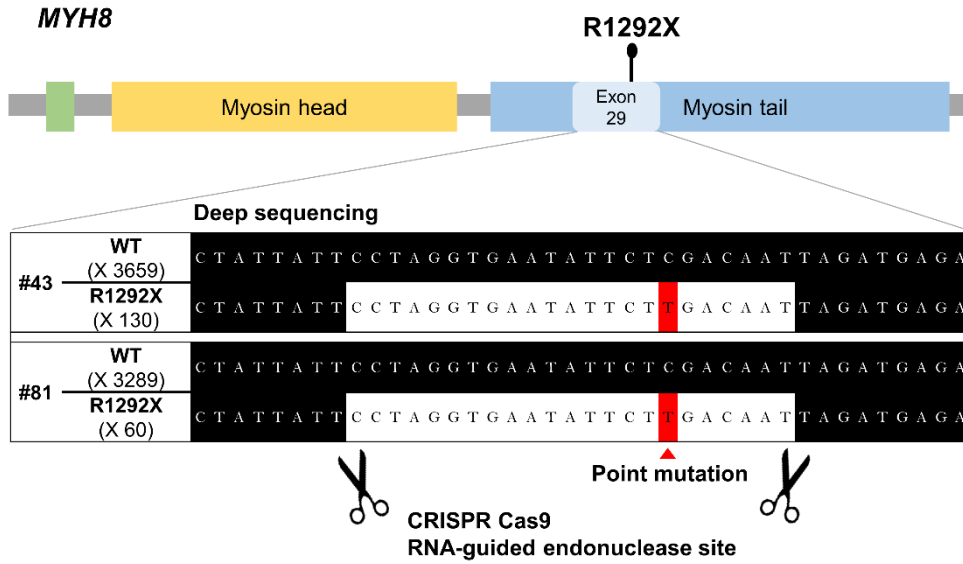 MYH8
R1292X
Myosin head
Exon
29
Myosin tail
Deep sequencing
#43
WT
(X 3659)
C T A T T A T T C C T A G G T G A A T A T T C T C G A C A A T T A G A T G A G A
R1292X
(X 130)
C T A T T A T T C C T A G G T G A A T A T T C T T G A C A A T T A G A T G A G A
#81
WT
(X 3289)
C T A T T A T T C C T A G G T G A A T A T T C T C G A C A A T T A G A T G A G A
R1292X
(X 60)
C T A T T A T T C C T A G G T G A A T A T T C T T G A C A A T T A G A T G A G A
Point mutation
CRISPR Cas9
RNA-guided endonuclease site